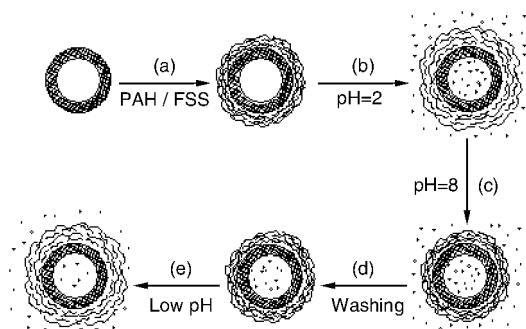 (a)
PAH / FSS
(b)
pH=2
pH=8 (c)
(e)
Low pH
(d)
Washing